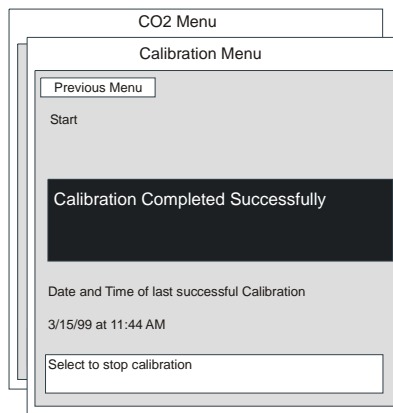 CO2 Menu
Calibration Menu
Previous Menu
Start
Calibration Completed Successfully
Date and Time of last successful Calibration
3/15/99 at 11:44 AM
Select to stop calibration